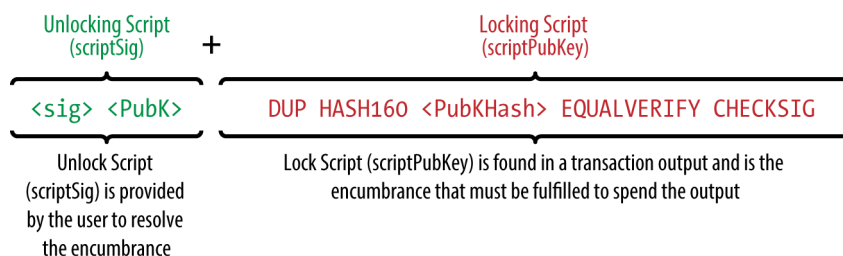 Unlocking Script
(scriptSig)
+
Locking Script
(scriptPubKey)
<sig> <PubK>
DUP HASH160 <PubKHash> EQUALVERIFY CHECKSIG
Unlock Script
(scriptSig) is provided
by the user to resolve
the encumbrance
Lock Script (scriptPubKey) is found in a transaction output and is the
encumbrance that must be fulfilled to spend the output